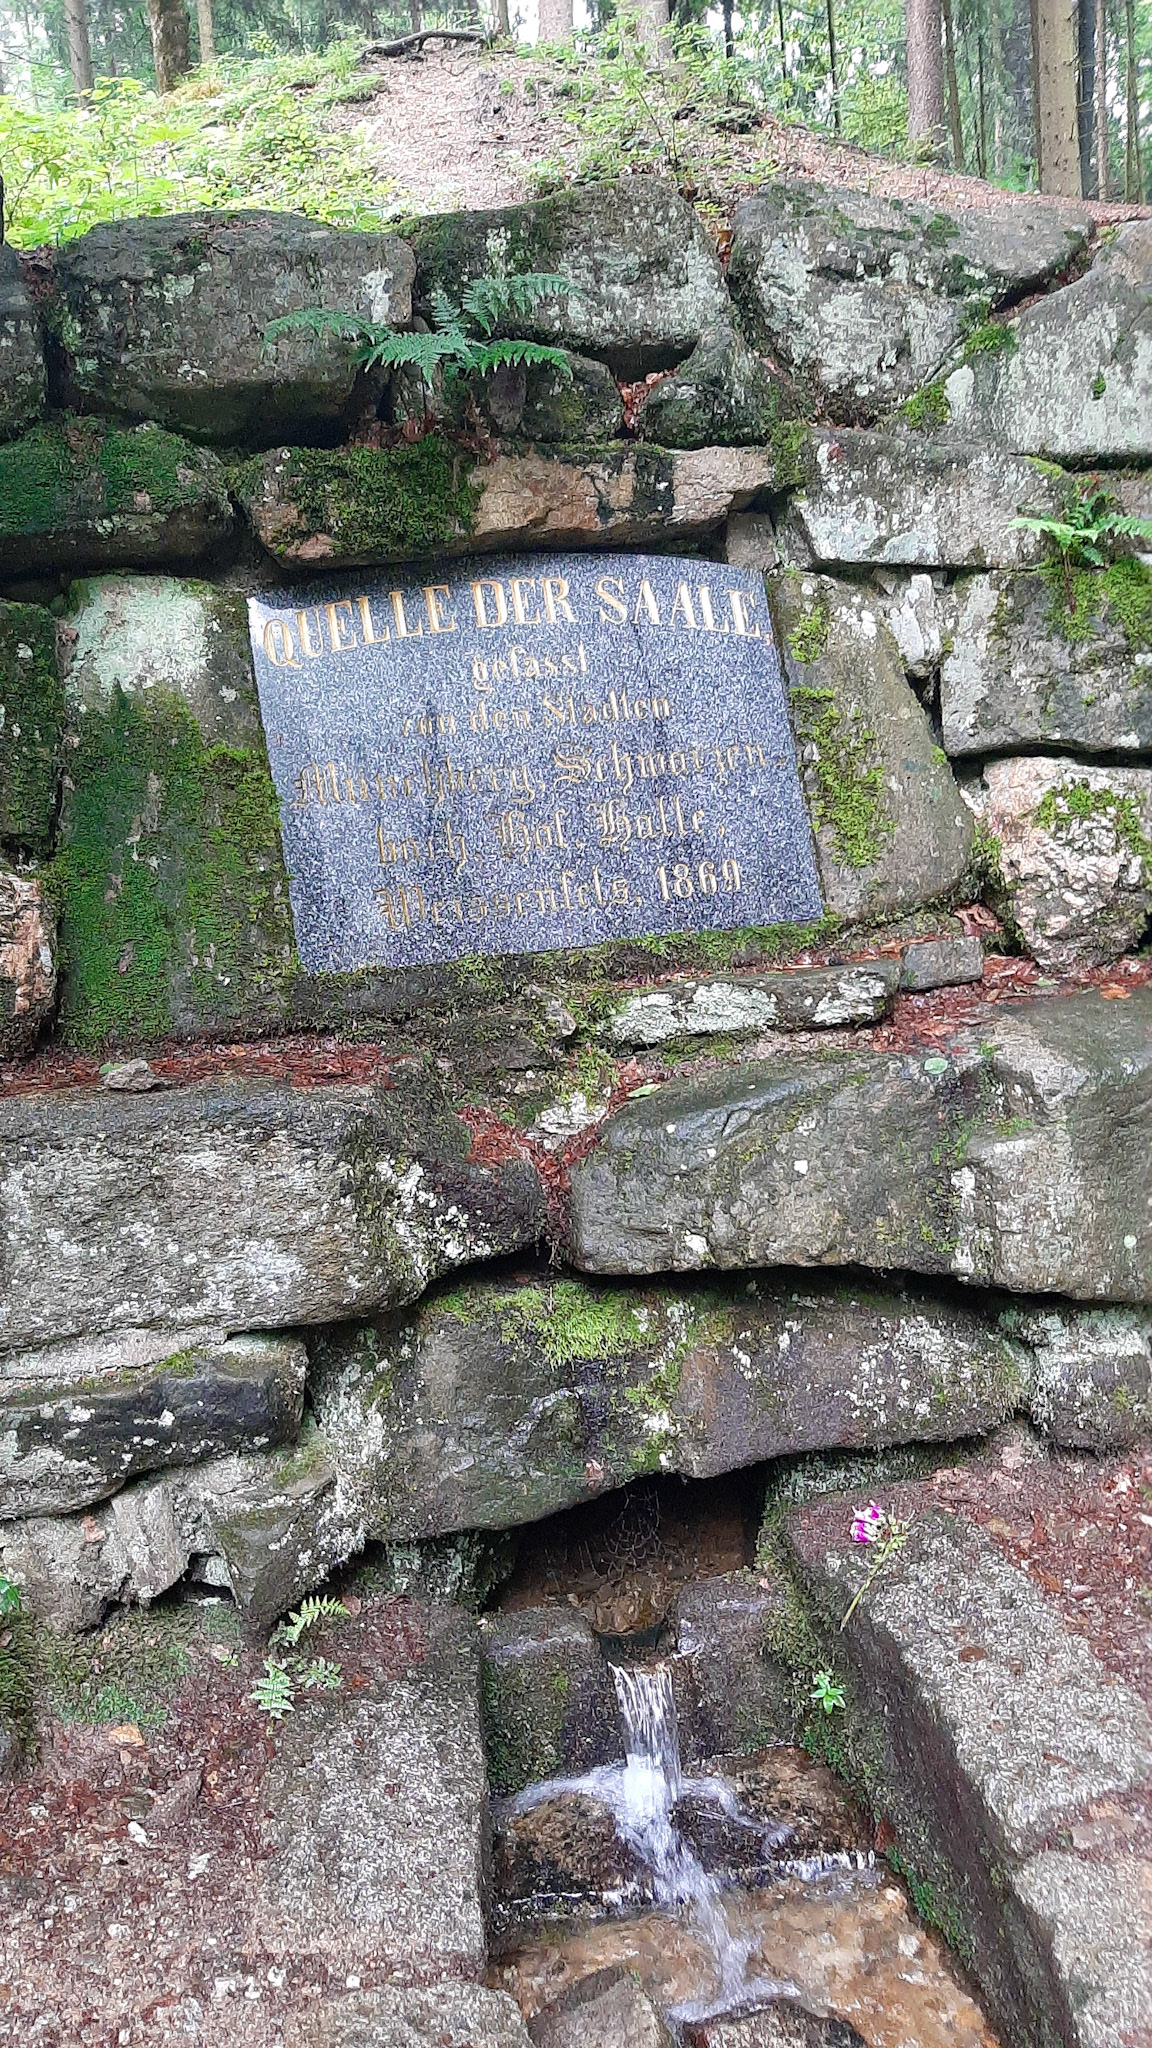 QUELLE DER SAALE,
gefasst
von den Städten
Münchberg, Schwarzen-
bach, Hof, Halle,
Weissenfels, 1869